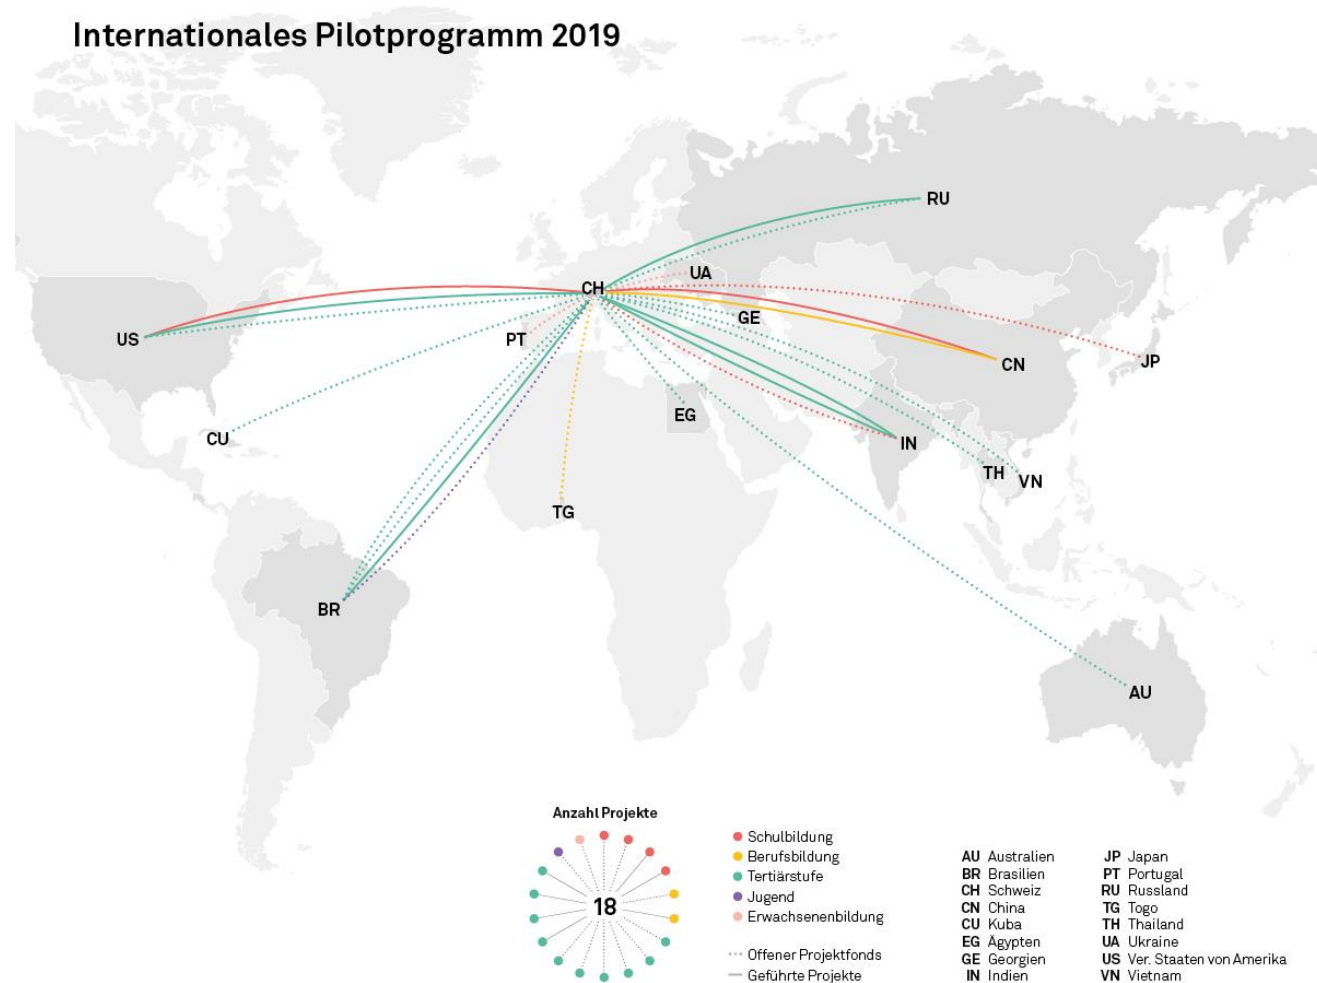 Internationales Pilotprogramm 2019
RU
UA
CH
GE
US
PT
JP
CN
EG
CU
IN
TH
VN
TG
BR
AU
Anzahl Projekte
18
Schulbildung
Berufsbildung
Tertiärstufe
Jugend
Erwachsenenbildung
Offener Projektfonds
Geführte Projekte
AU Australien
BR Brasilien
CH Schweiz
CN China
CU Kuba
EG Ägypten
GE Georgien
IN Indien
JP Japan
PT Portugal
RU Russland
TG Togo
TH Thailand
UA Ukraine
US Ver. Staaten von Amerika
VN Vietnam